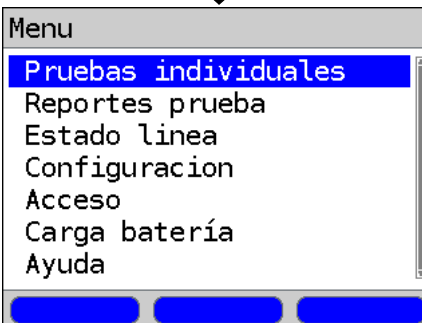 Menu
Pruebas individuales
Reportes prueba
Estado linea
Configuracion
Acceso
Carga batería
Ayuda